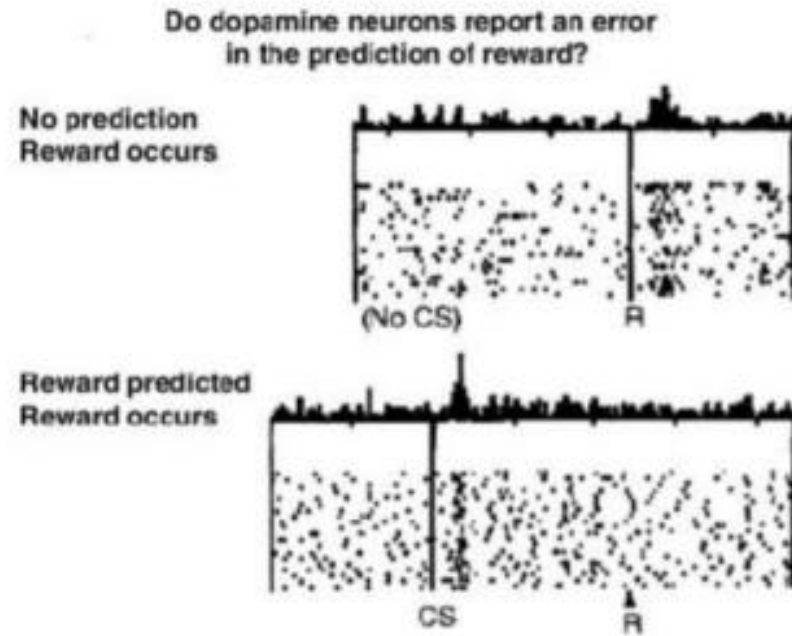 Do dopamine neurons report an error
in the prediction of reward?
No prediction
Reward occurs
(No CS)
R
Reward predicted
Reward occurs
CS
R